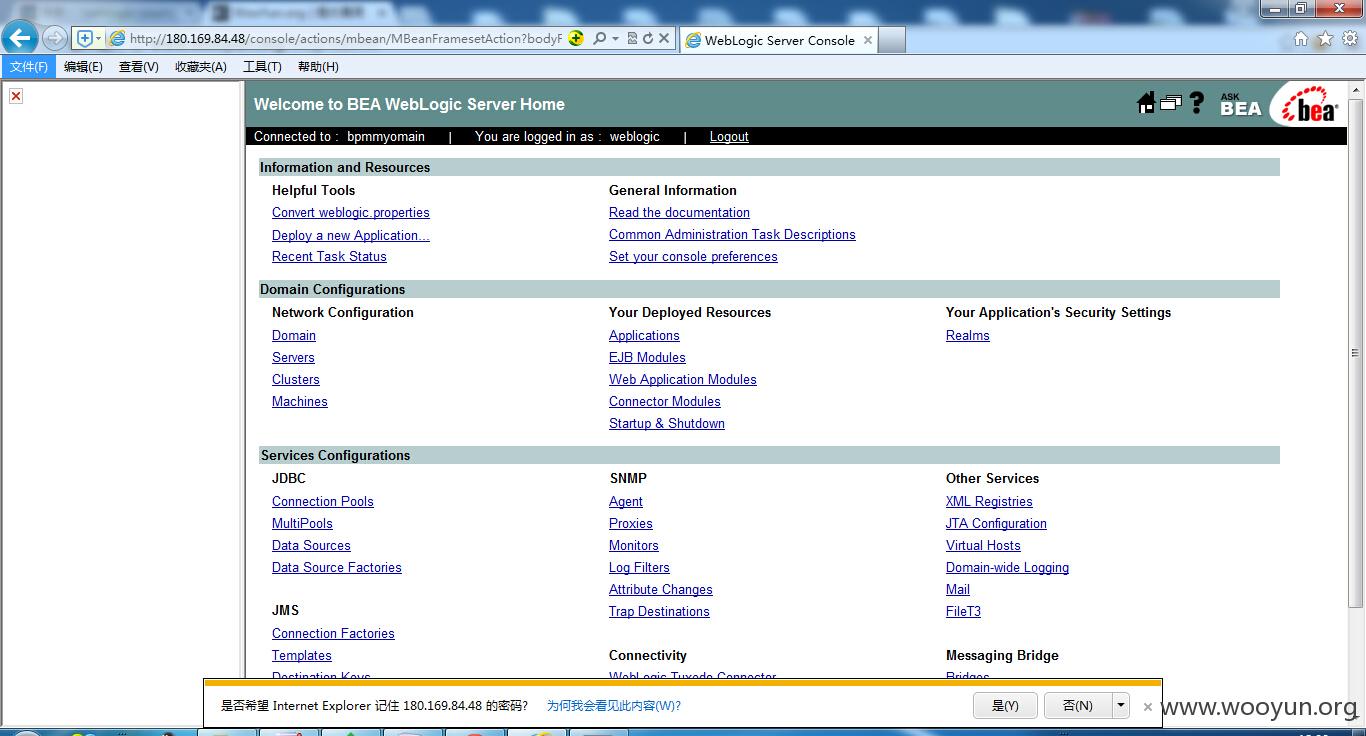 http://180.169.84.48/console/actions/mbean/MBeanFramesetAction?bodyF
WebLogic Server Console
文件(F) 编辑(E) 查看(V) 收藏夹(A) 工具(T) 帮助(H)
Welcome to BEA WebLogic Server Home
ASK BEA
bea
Connected to : bpmmyomain | You are logged in as : weblogic | Logout
Information and Resources
Helpful Tools General Information
Convert weblogic.properties Read the documentation
Deploy a new Application... Common Administration Task Descriptions
Recent Task Status Set your console preferences
Domain Configurations
Network Configuration Your Deployed Resources Your Application's Security Settings
Domain Applications Realms
Servers EJB Modules
Clusters Web Application Modules
Machines Connector Modules
Startup & Shutdown
Services Configurations
JDBC SNMP Other Services
Connection Pools Agent XML Registries
MultiPools Proxies JTA Configuration
Data Sources Monitors Virtual Hosts
Data Source Factories Log Filters Domain-wide Logging
Attribute Changes Mail
JMS Trap Destinations FileT3
Connection Factories
Templates Connectivity Messaging Bridge
Destination Keys WebLogic Tuxedo Connector Bridges
是否希望 Internet Explorer 记住 180.169.84.48 的密码? 为何我会看见此内容(W)? 是(Y) 否(N)
www.wooyun.org